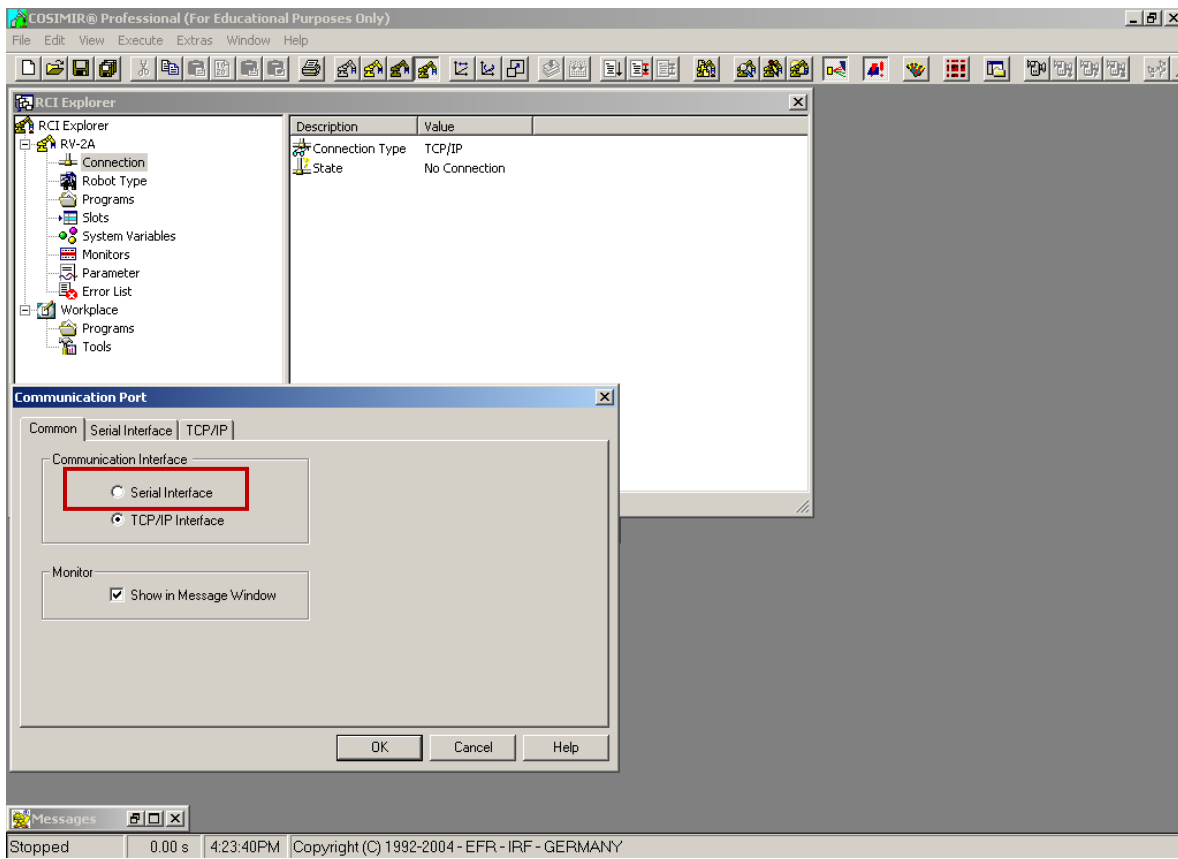 COSIMIR® Professional (For Educational Purposes Only)
File Edit View Execute Extras Window Help
RCI Explorer
RCI Explorer
RV-2A
Connection
Robot Type
Programs
Slots
System Variables
Monitors
Parameter
Error List
Workplace
Programs
Tools
Description Value
Connection Type TCP/IP
State No Connection
Communication Port
Common Serial Interface TCP/IP
Communication Interface
Serial Interface
TCP/IP Interface
Monitor
Show in Message Window
OK Cancel Help
Messages
Stopped 0.00 s 4:23:40PM Copyright (C) 1992-2004 - EFR - IRF - GERMANY